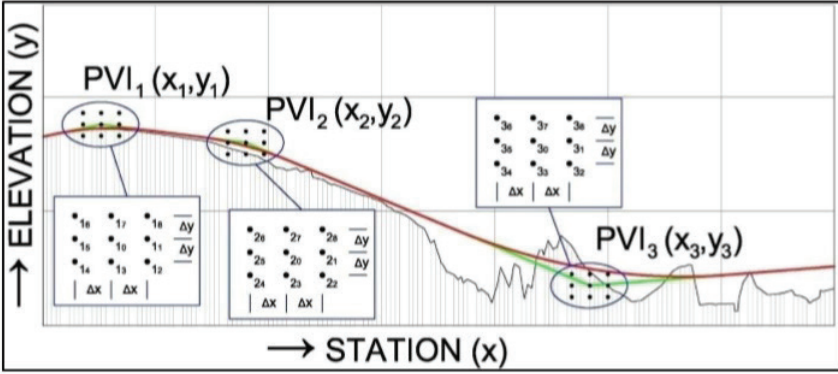 ELEVATION (y)
STATION (x)
PVI1 (x1,y1)
PVI2 (x2,y2)
PVI3 (x3,y3)
16 17 18 Δy
15 10 11 Δy
14 13 12
Δx Δx
26 27 28 Δy
25 20 21 Δy
24 23 22
Δx Δx
36 37 38 Δy
35 30 31 Δy
34 33 32
Δx Δx